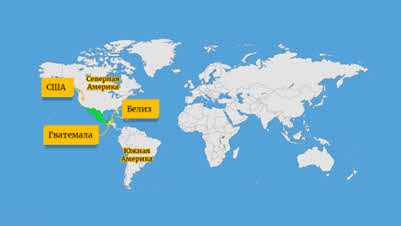 Северная
Америка
США
Белиз
Гватемала
Южная
Америка